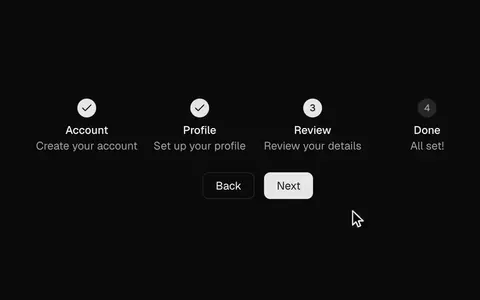 3 4
Account Profile Review Done
Create your account Set up your profile Review your details All set!
Back Next